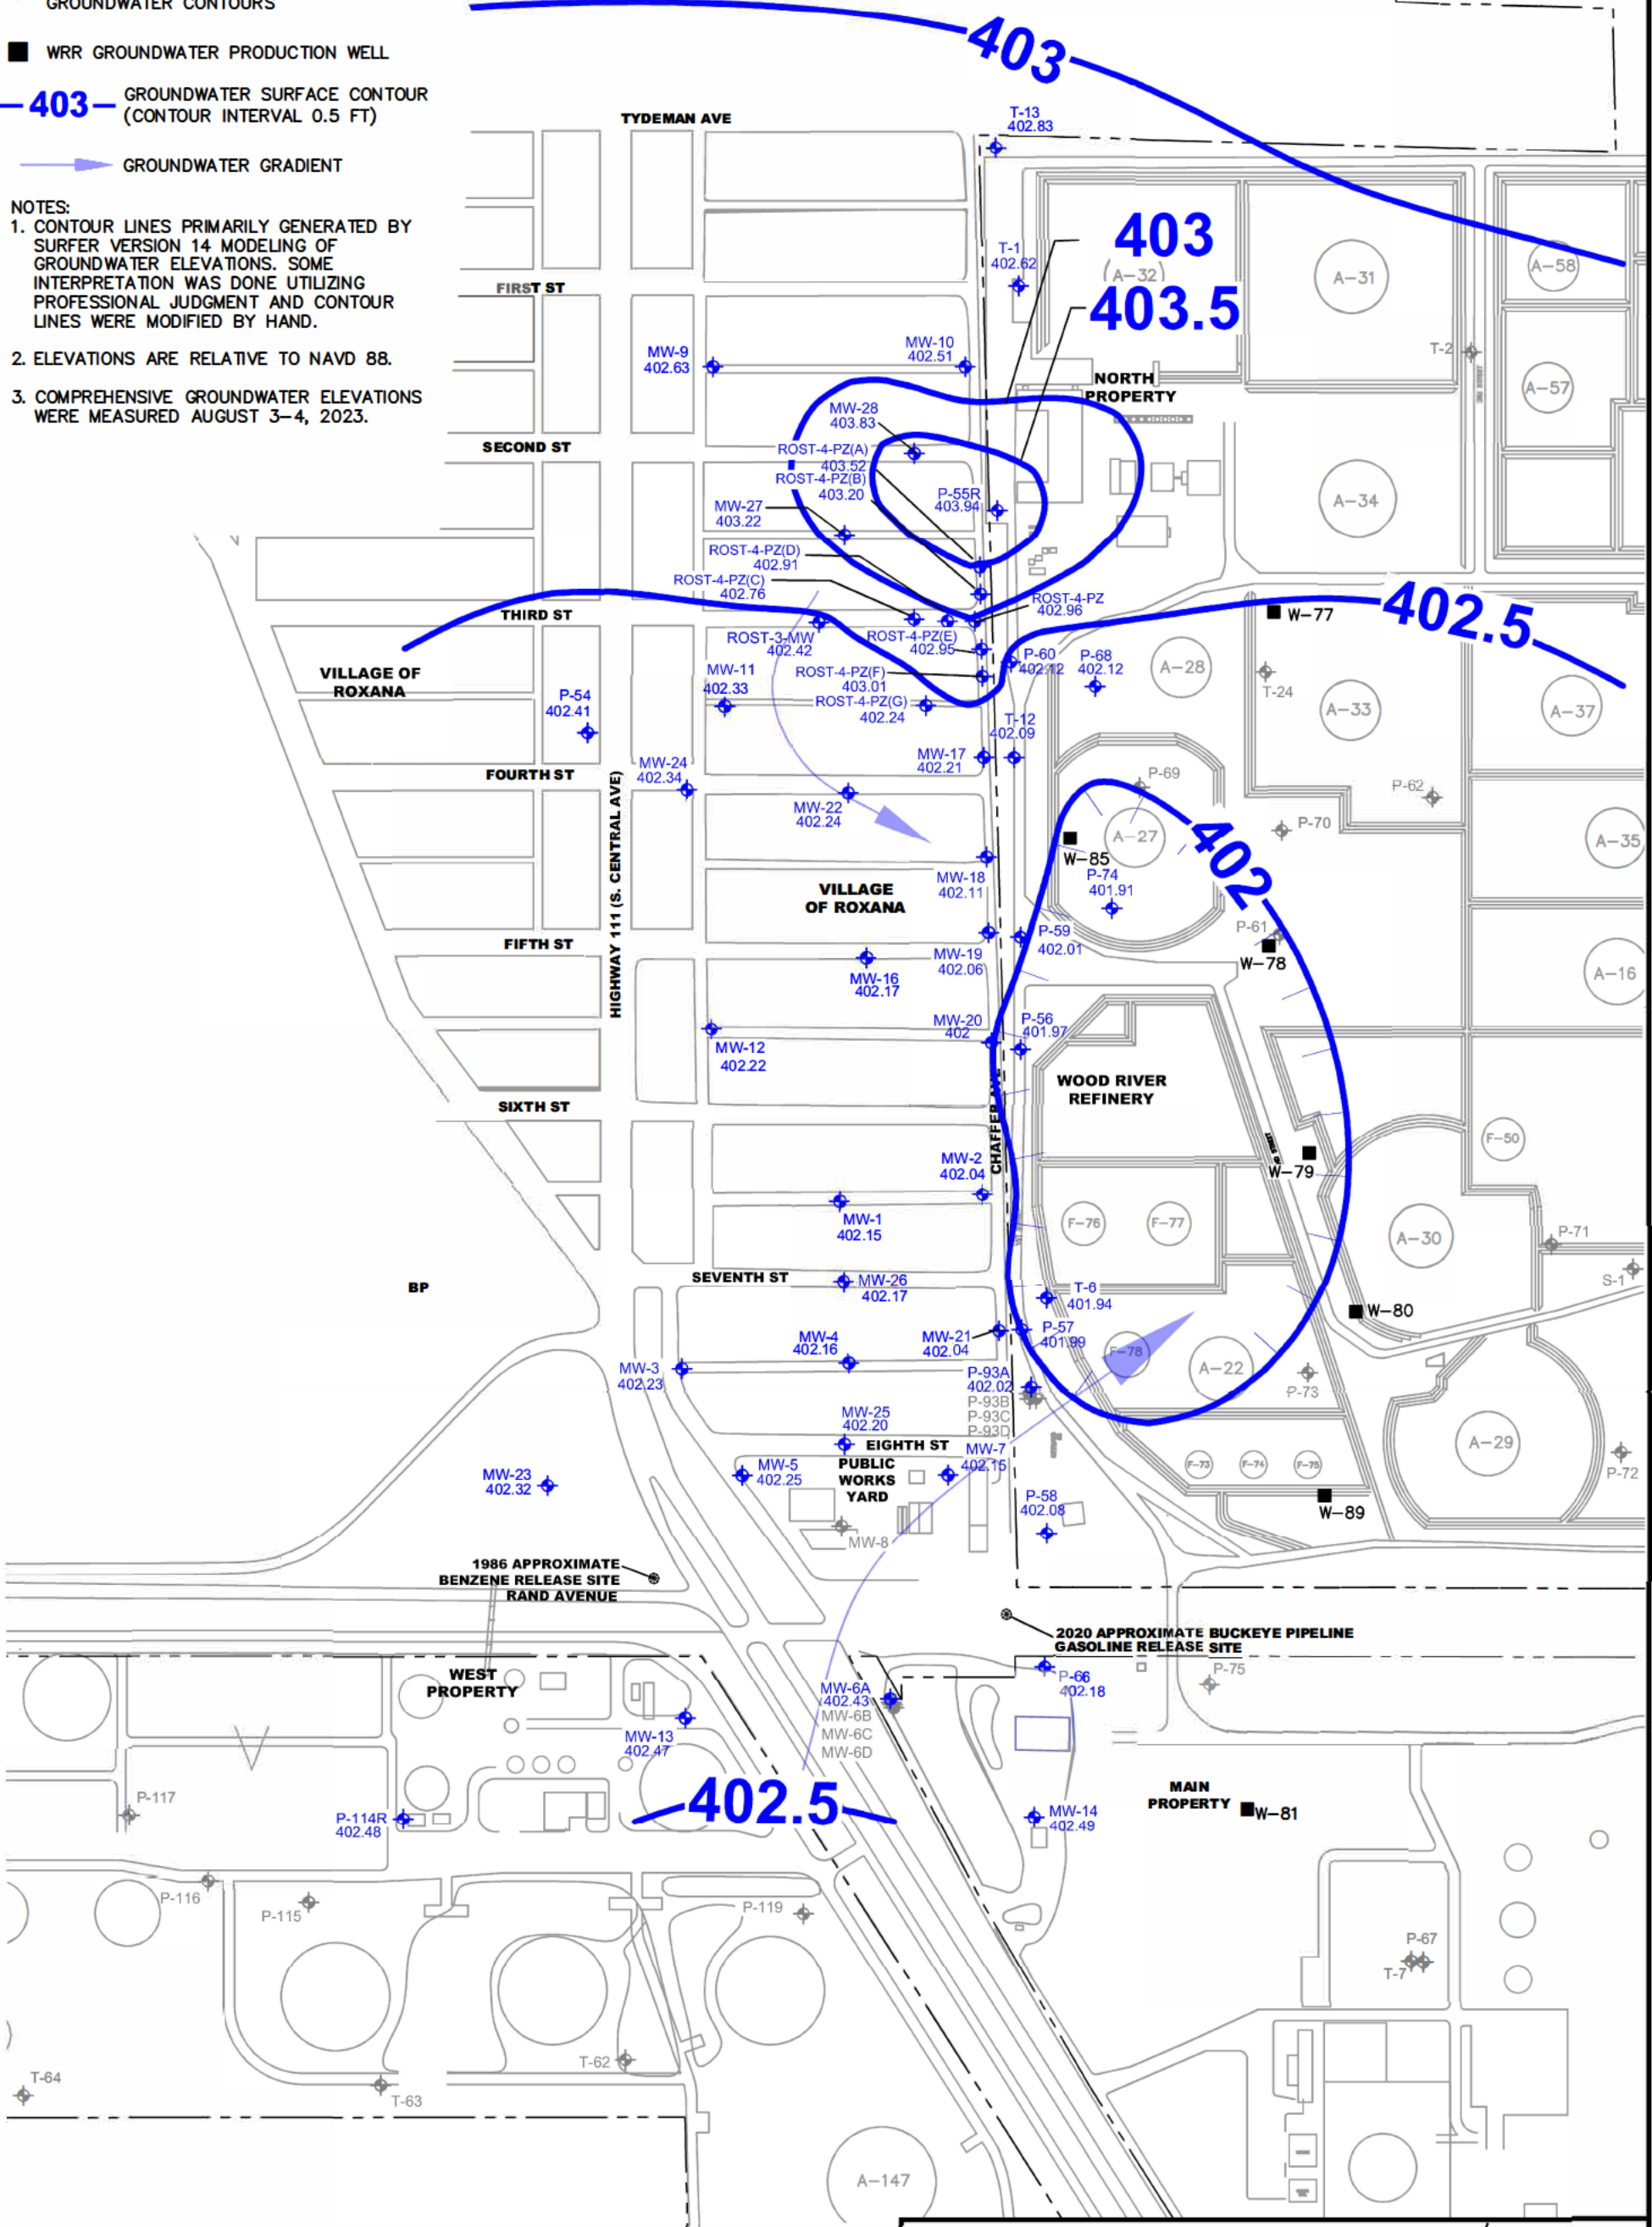 GROUNDWATER CONTOURS
WRR GROUNDWATER PRODUCTION WELL
403
GROUNDWATER SURFACE CONTOUR
(CONTOUR INTERVAL 0.5 FT)
GROUNDWATER GRADIENT
NOTES:
1. CONTOUR LINES PRIMARILY GENERATED BY
SURFER VERSION 14 MODELING OF
GROUNDWATER ELEVATIONS. SOME
INTERPRETATION WAS DONE UTILIZING
PROFESSIONAL JUDGMENT AND CONTOUR
LINES WERE MODIFIED BY HAND.
2. ELEVATIONS ARE RELATIVE TO NAVD 88.
3. COMPREHENSIVE GROUNDWATER ELEVATIONS
WERE MEASURED AUGUST 3-4, 2023.
403
TYDEMAN AVE
T-13
402.83
403
T-1
402.62
(A-32)
A-31
A-58
403.5
FIRST ST
MW-9
402.63
MW-10
402.51
T-2
A-57
NORTH
PROPERTY
MW-28
403.83
SECOND ST
ROST-4-PZ(A)
403.52
ROST-4-PZ(B)
403.20
P-55R
403.94
A-34
MW-27
403.22
ROST-4-PZ(D)
402.91
ROST-4-PZ(C)
402.76
ROST-4-PZ
402.96
THIRD ST
W-77
402.5
ROST-3-MW
402.42
ROST-4-PZ(E)
402.95
P-60
402.12
P-68
402.12
A-28
T-24
VILLAGE OF
ROXANA
MW-11
402.33
ROST-4-PZ(F)
403.01
P-54
402.41
ROST-4-PZ(G)
402.24
A-33
A-37
T-12
402.09
MW-17
402.21
FOURTH ST
MW-24
402.34
P-69
P-62
MW-22
402.24
P-70
A-27
A-35
W-85
402
HIGHWAY 111 (S. CENTRAL AVE)
MW-18
402.11
P-74
401.91
VILLAGE
OF ROXANA
FIFTH ST
P-59
402.01
P-61
W-78
MW-19
402.06
MW-16
402.17
A-16
MW-20
402
P-56
401.97
MW-12
402.22
WOOD RIVER
REFINERY
SIXTH ST
CHAFFER AVE
F-50
MW-2
402.04
W-79
MW-1
402.15
F-76
F-77
A-30
P-71
S-1
SEVENTH ST
BP
MW-26
402.17
T-6
401.94
W-80
MW-4
402.16
MW-21
402.04
P-57
401.99
F-78
A-22
P-73
MW-3
402.23
P-93A
402.02
P-93B
P-93C
P-93D
MW-25
402.20
EIGHTH ST
A-29
P-72
MW-7
402.15
MW-5
402.25
PUBLIC
WORKS
YARD
F-73
F-74
F-75
MW-23
402.32
P-58
402.08
W-89
MW-8
1986 APPROXIMATE
BENZENE RELEASE SITE
RAND AVENUE
2020 APPROXIMATE BUCKEYE PIPELINE
GASOLINE RELEASE SITE
WEST
PROPERTY
P-66
402.18
P-75
MW-6A
402.43
MW-6B
MW-6C
MW-6D
MW-13
402.47
402.5
MAIN
PROPERTY
W-81
P-117
P-114R
402.48
MW-14
402.49
P-116
P-115
P-119
P-67
T-7
T-62
T-64
T-63
A-147